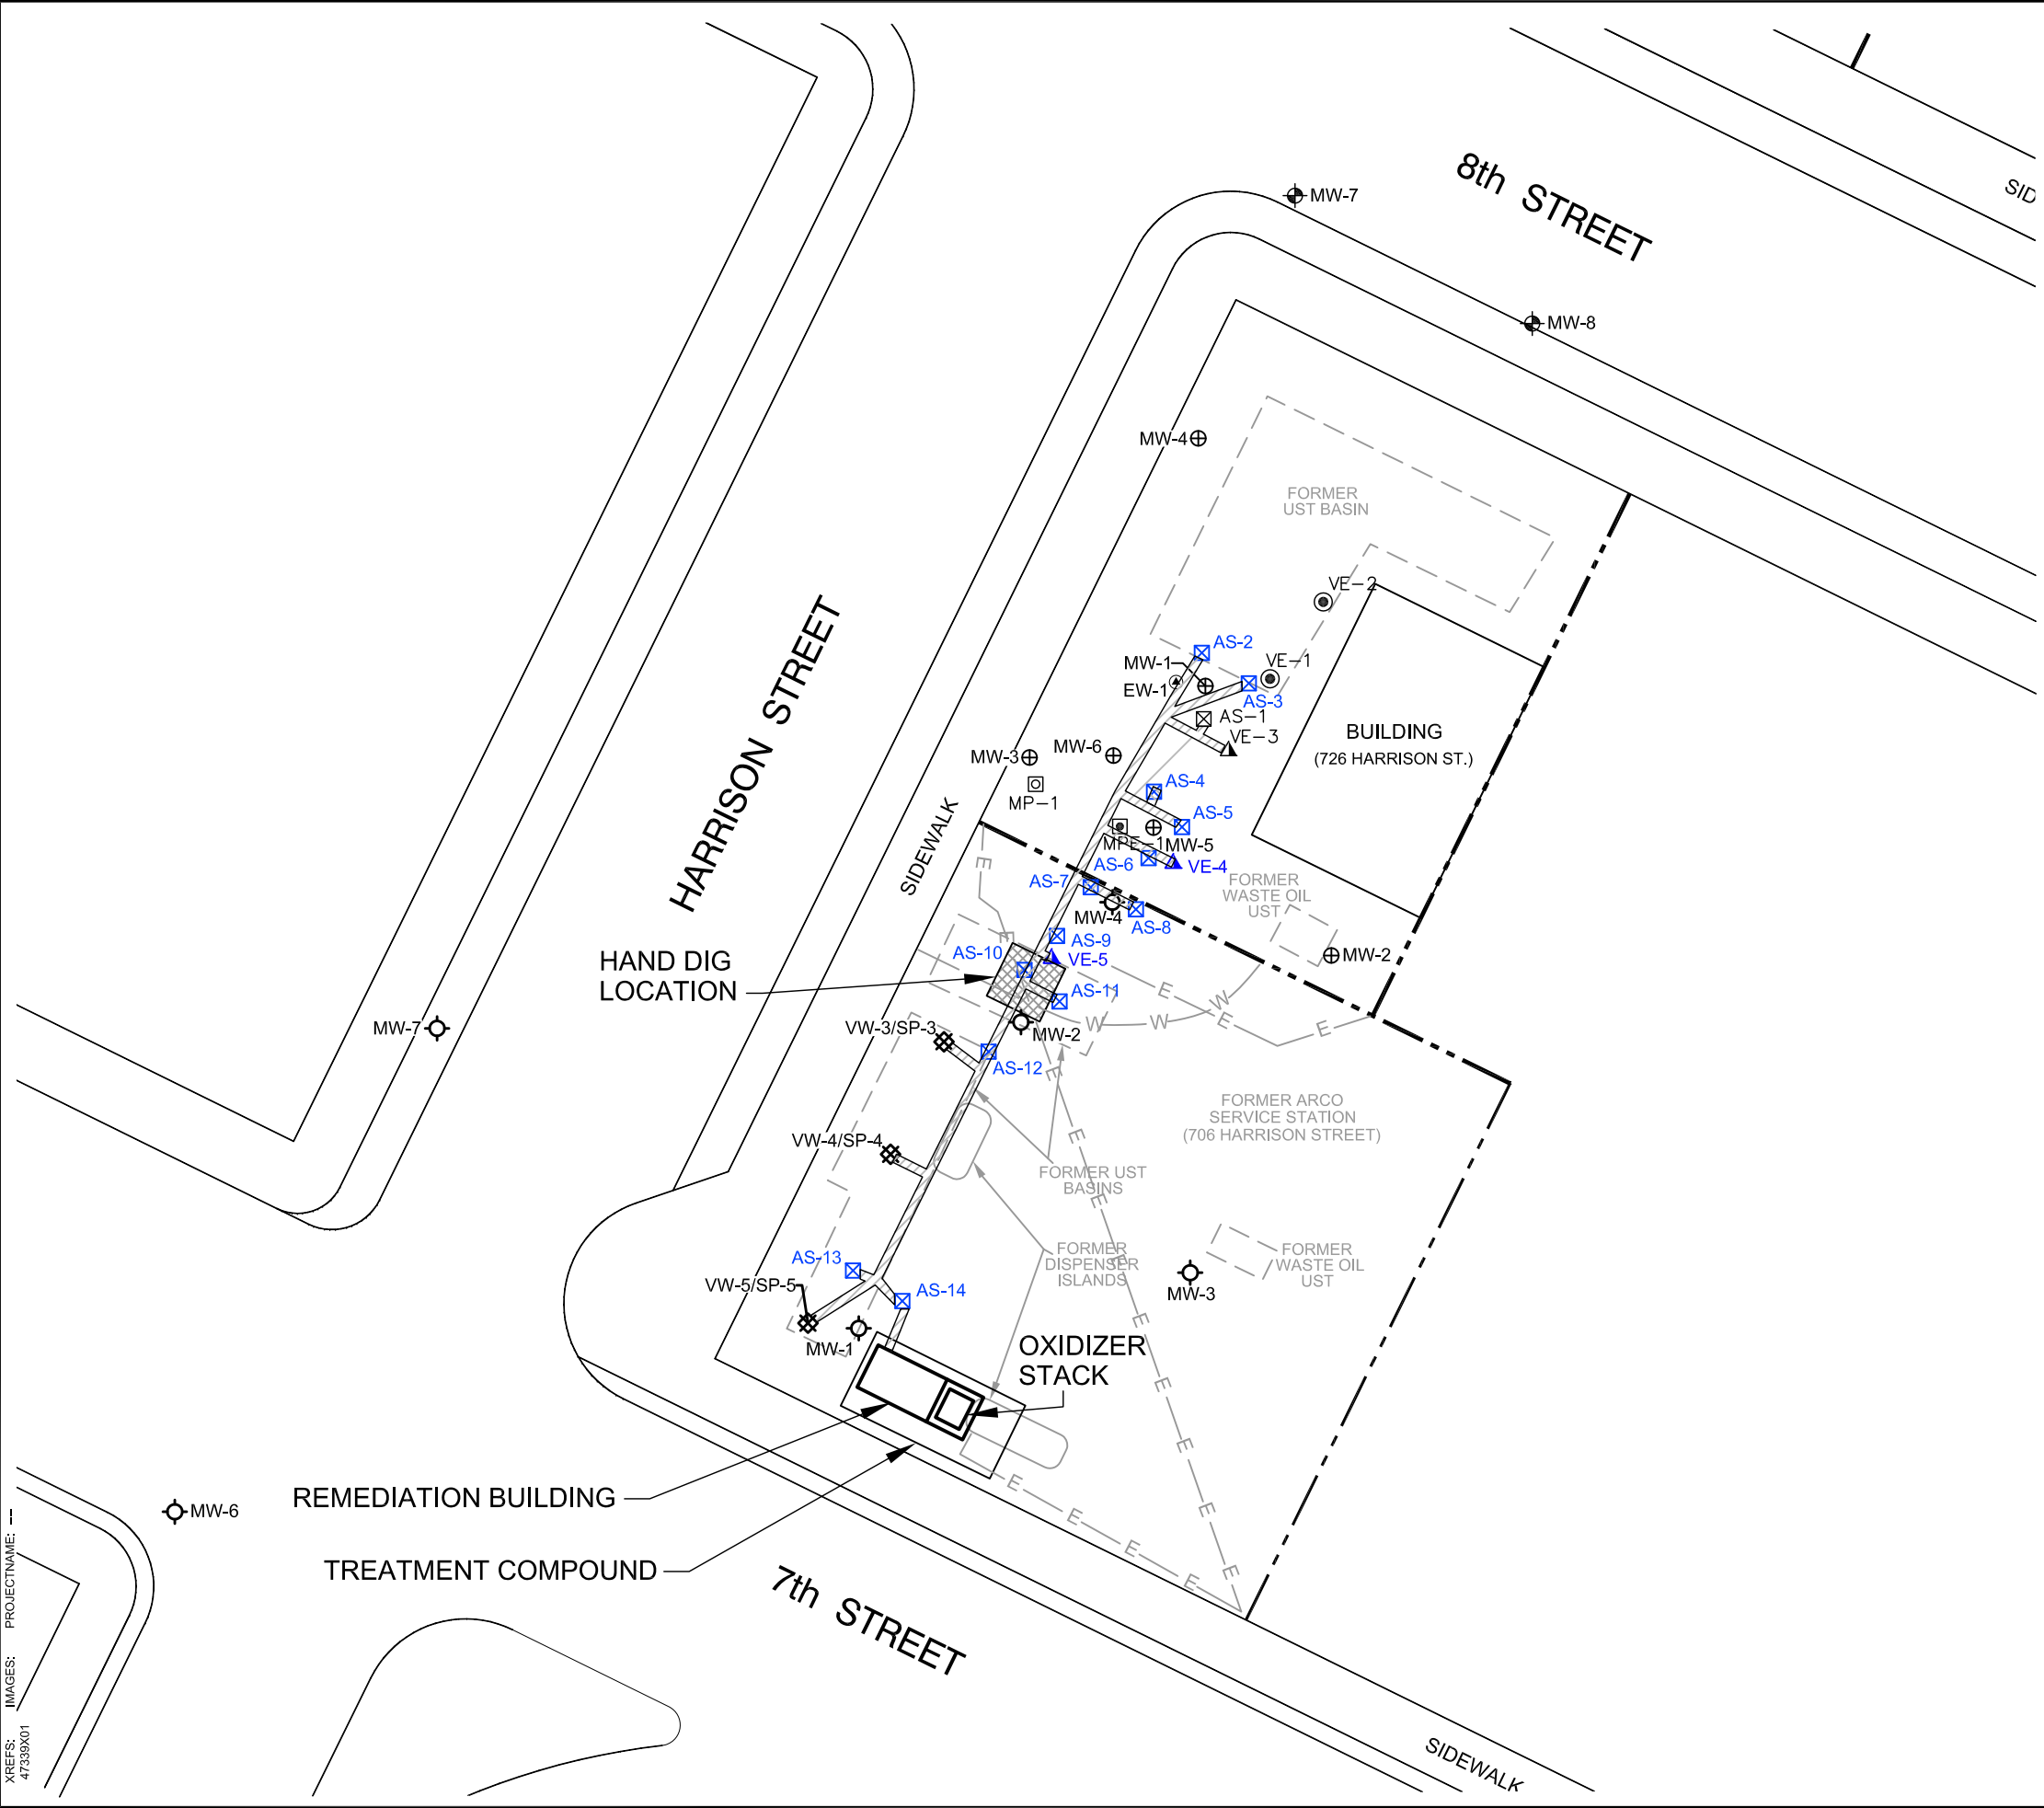 8th STREET
SID
MW-7
MW-8
MW-4
FORMER
UST BASIN
VE-2
AS-2
MW-1
VE-1
EW-1
AS-3
AS-1
VE-3
BUILDING
(726 HARRISON ST.)
HARRISON STREET
MW-3
MW-6
MP-1
AS-4
AS-5
SIDEWALK
MPE-1
MW-5
AS-6
VE-4
E
AS-7
FORMER
WASTE OIL
UST
MW-4
AS-8
E
AS-9
AS-10
VE-5
MW-2
HAND DIG
LOCATION
AS-11
E
W
W
W
E
E
MW-7
VW-3/SP-3
MW-2
AS-12
E
FORMER ARCO
SERVICE STATION
(706 HARRISON STREET)
VW-4/SP-4
E
FORMER UST
BASINS
E
AS-13
FORMER
DISPENSER
ISLANDS
E
FORMER
WASTE OIL
UST
VW-5/SP-5
AS-14
MW-3
MW-1
E
OXIDIZER
STACK
E
E
E
E
E
E
E
E
REMEDIATION BUILDING
MW-6
TREATMENT COMPOUND
7th STREET
SIDEWALK
XREFS:
47339X01
IMAGES:
PROJECTNAME: --